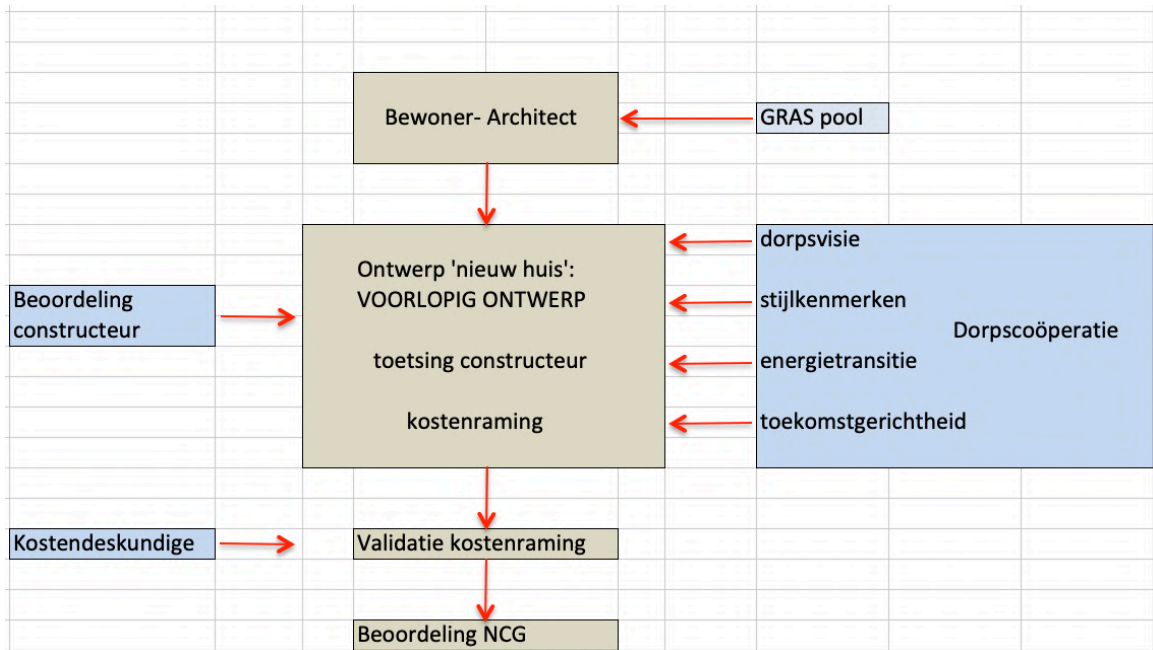 Bewoner- Architect
GRAS pool
Ontwerp 'nieuw huis':
VOORLOPIG ONTWERP
toetsing constructeur
kostenraming
dorpsvisie
stijlkenmerken
energietransitie
toekomstgerichtheid
Dorpscoöperatie
Beoordeling
constructeur
Kostendeskundige
Validatie kostenraming
Beoordeling NCG